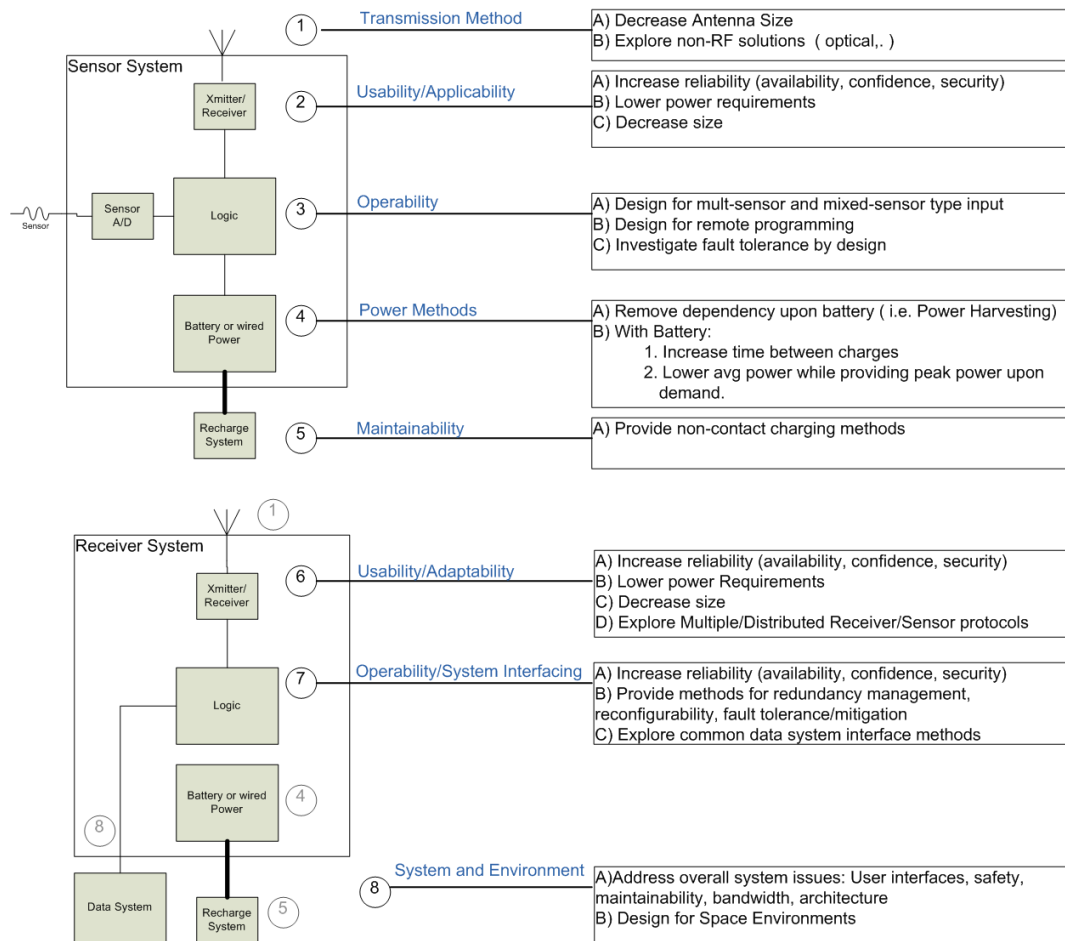 1
Transmission Method
A) Decrease Antenna Size
B) Explore non-RF solutions ( optical,. )
Sensor System
Xmitter/
Receiver
2
Usability/Applicability
A) Increase reliability (availability, confidence, security)
B) Lower power requirements
C) Decrease size
Sensor
Sensor
A/D
Logic
3
Operability
A) Design for mult-sensor and mixed-sensor type input
B) Design for remote programming
C) Investigate fault tolerance by design
Battery or wired
Power
4
Power Methods
A) Remove dependency upon battery ( i.e. Power Harvesting)
B) With Battery:
1. Increase time between charges
2. Lower avg power while providing peak power upon
demand.
Recharge
System
5
Maintainability
A) Provide non-contact charging methods
1
Receiver System
Xmitter/
Receiver
6
Usability/Adaptability
A) Increase reliability (availability, confidence, security)
B) Lower power Requirements
C) Decrease size
D) Explore Multiple/Distributed Receiver/Sensor protocols
Logic
7
Operability/System Interfacing
A) Increase reliability (availability, confidence, security)
B) Provide methods for redundancy management,
reconfigurability, fault tolerance/mitigation
C) Explore common data system interface methods
Battery or wired
Power
4
8
Data System
Recharge
System
5
8
System and Environment
A)Address overall system issues: User interfaces, safety,
maintainability, bandwidth, architecture
B) Design for Space Environments